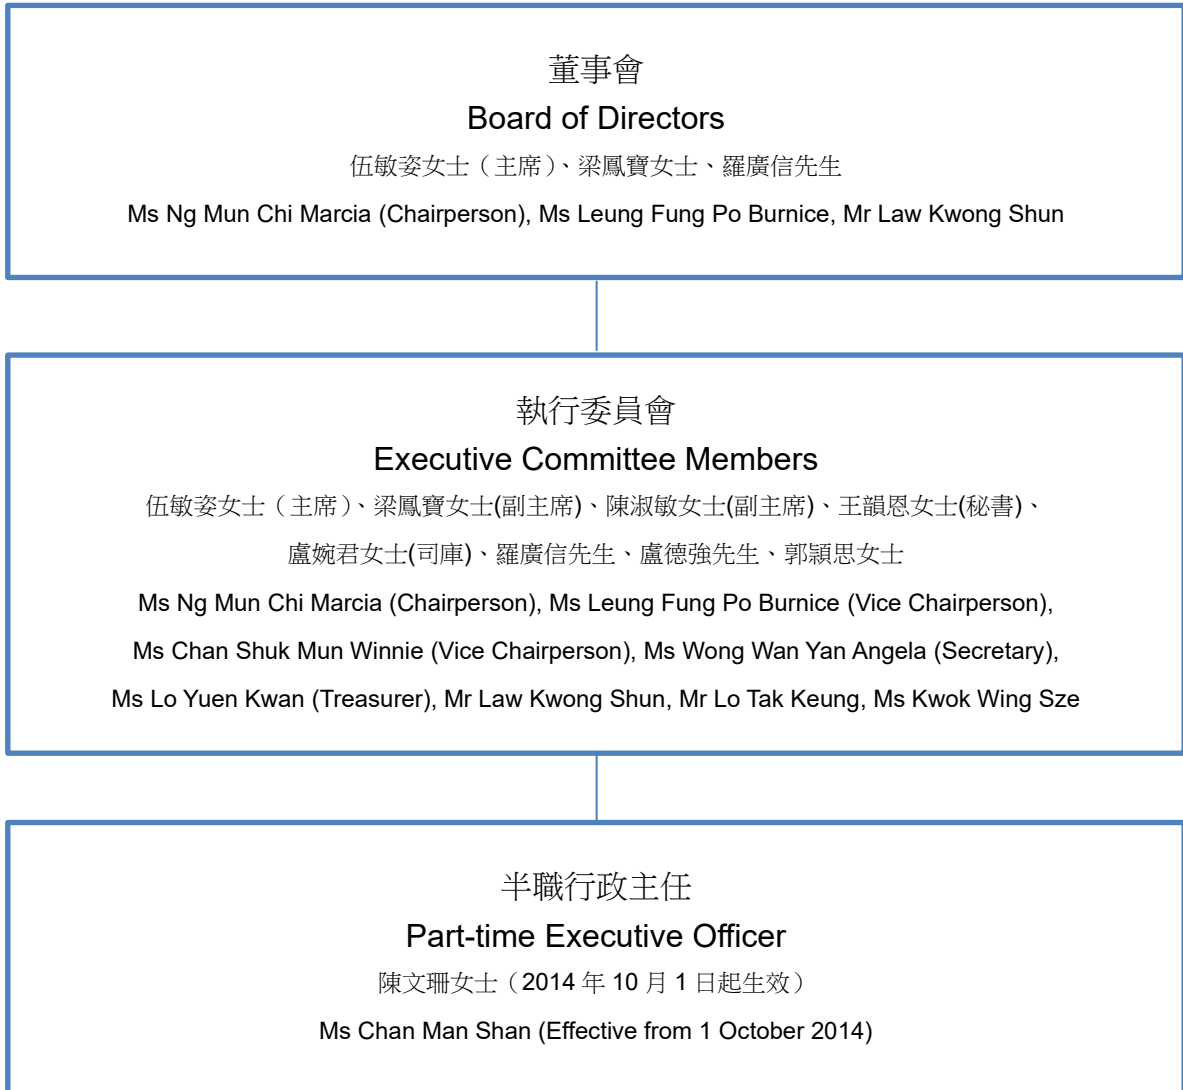 董事會
Board of Directors
伍敏姿女士（主席）、梁鳳寶女士、羅廣信先生
Ms Ng Mun Chi Marcia (Chairperson), Ms Leung Fung Po Burnice, Mr Law Kwong Shun
執行委員會
Executive Committee Members
伍敏姿女士（主席）、梁鳳寶女士(副主席)、陳淑敏女士(副主席)、王韻恩女士(秘書)、
盧婉君女士(司庫)、羅廣信先生、盧德強先生、郭頴思女士
Ms Ng Mun Chi Marcia (Chairperson), Ms Leung Fung Po Burnice (Vice Chairperson),
Ms Chan Shuk Mun Winnie (Vice Chairperson), Ms Wong Wan Yan Angela (Secretary),
Ms Lo Yuen Kwan (Treasurer), Mr Law Kwong Shun, Mr Lo Tak Keung, Ms Kwok Wing Sze
半職行政主任
Part-time Executive Officer
陳文珊女士（2014 年 10 月 1 日起生效）
Ms Chan Man Shan (Effective from 1 October 2014)